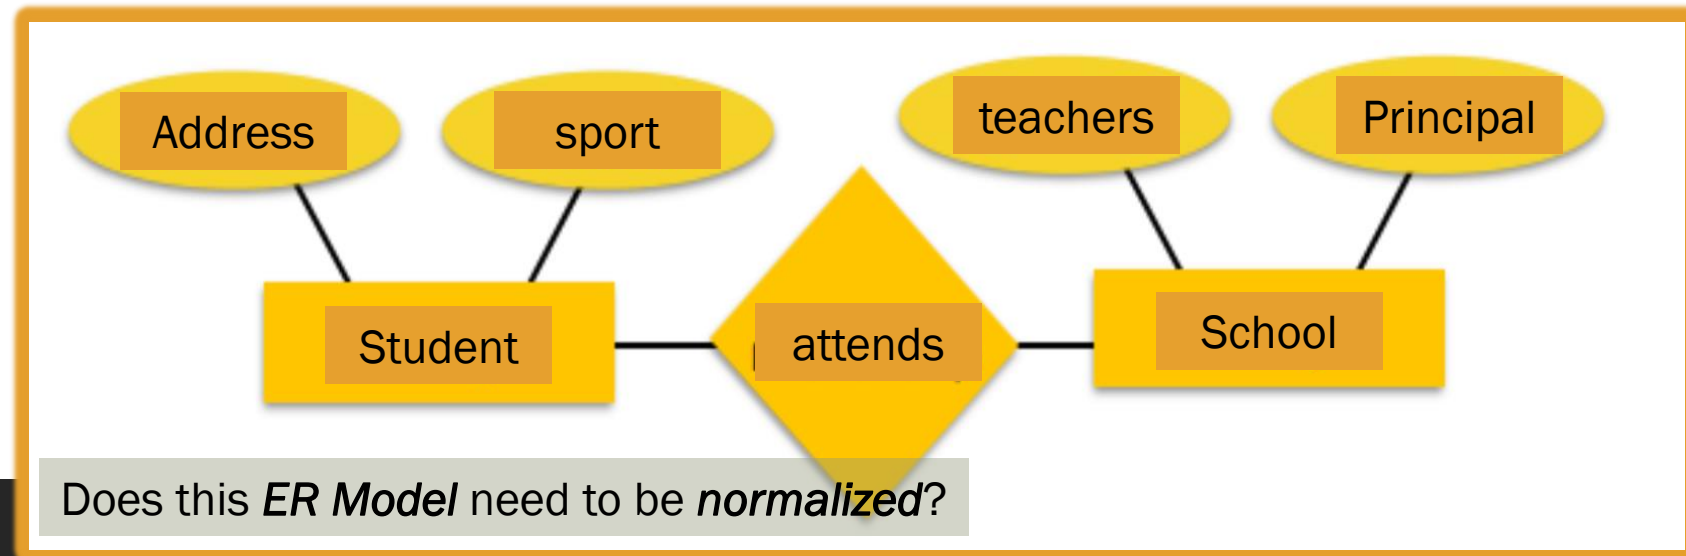 Address
sport
teachers
Principal
Student
attends
School
Does this ER Model need to be normalized?